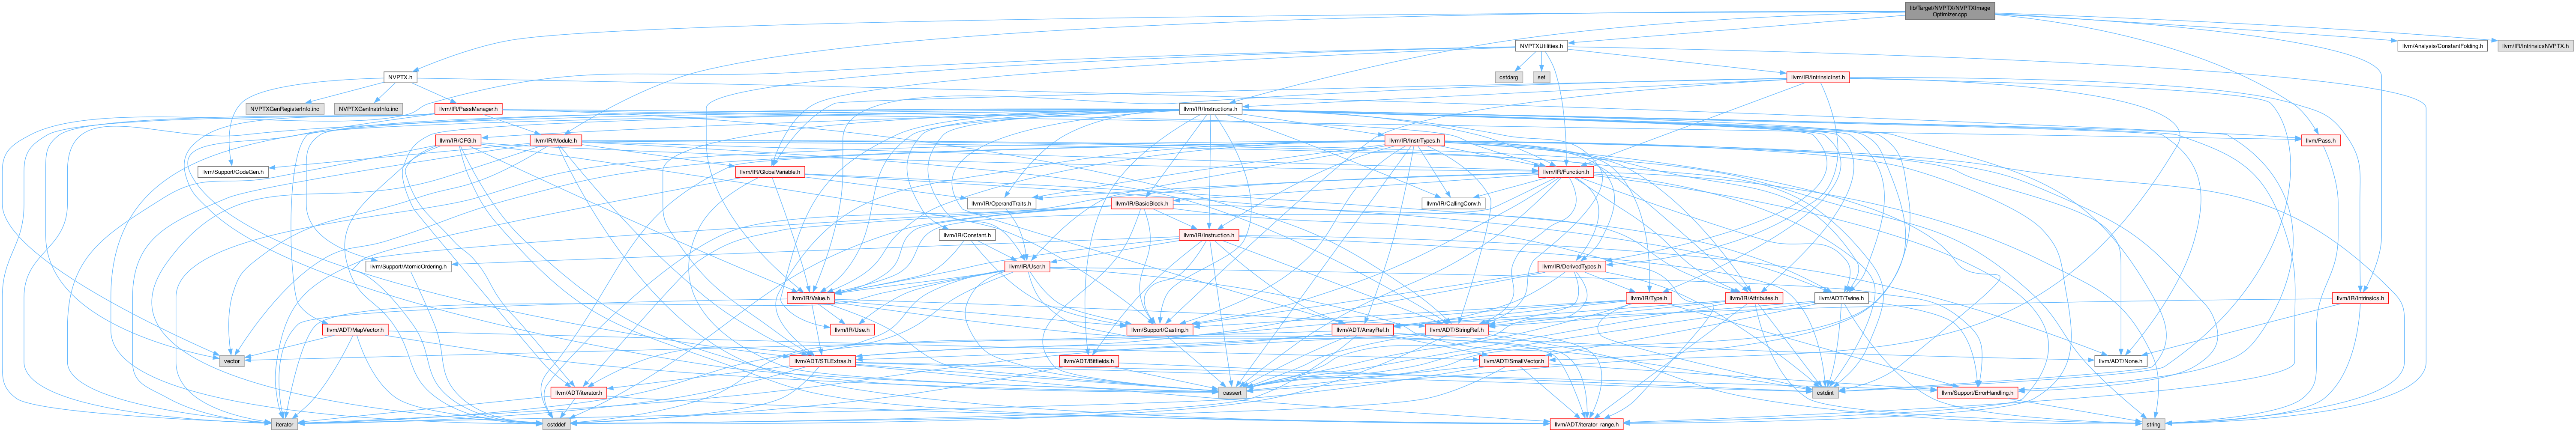 lib/Target/NVPTX/NVPTXImage
Optimizer.cpp
NVPTXUtilities.h
llvm/Analysis/ConstantFolding.h
llvm/IR/IntrinsicsNVPTX.h
NVPTX.h
cstdarg
set
llvm/IR/IntrinsicInst.h
NVPTXGenRegisterInfo.inc
NVPTXGenInstrInfo.inc
llvm/IR/PassManager.h
llvm/IR/Instructions.h
llvm/IR/CFG.h
llvm/IR/Module.h
llvm/IR/InstrTypes.h
llvm/Pass.h
llvm/Support/CodeGen.h
llvm/IR/GlobalVariable.h
llvm/IR/Function.h
llvm/IR/OperandTraits.h
llvm/IR/BasicBlock.h
llvm/IR/CallingConv.h
llvm/IR/Constant.h
llvm/IR/Instruction.h
llvm/Support/AtomicOrdering.h
llvm/IR/User.h
llvm/IR/DerivedTypes.h
llvm/IR/Value.h
llvm/IR/Type.h
llvm/IR/Attributes.h
llvm/ADT/Twine.h
llvm/IR/Intrinsics.h
llvm/ADT/MapVector.h
llvm/IR/Use.h
llvm/Support/Casting.h
llvm/ADT/ArrayRef.h
llvm/ADT/StringRef.h
vector
llvm/ADT/STLExtras.h
llvm/ADT/Bitfields.h
llvm/ADT/SmallVector.h
llvm/ADT/None.h
llvm/ADT/iterator.h
cassert
cstdint
llvm/Support/ErrorHandling.h
iterator
cstddef
llvm/ADT/iterator_range.h
string